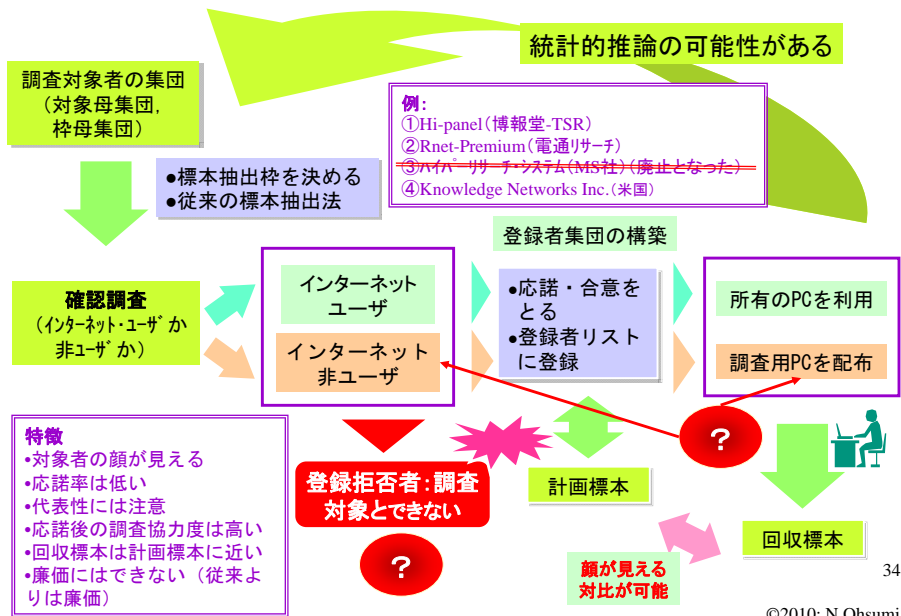 統計的推論の可能性がある
調査対象者の集団
(対象母集団,
枠母集団)
例:
①Hi-panel(博報堂-TSR)
②Rnet-Premium(電通リサーチ)
③ハイパーリサーチ・システム(MS社)(廃止となった)
④Knowledge Networks Inc.(米国)
●標本抽出枠を決める
●従来の標本抽出法
登録者集団の構築
確認調査
(インターネット・ユーザか
非ユーザか)
インターネット
ユーザ
インターネット
非ユーザ
●応諾・合意を
とる
●登録者リスト
に登録
所有のPCを利用
調査用PCを配布
?
特徴
•対象者の顔が見える
•応諾率は低い
•代表性には注意
•応諾後の調査協力度は高い
•回収標本は計画標本に近い
•廉価にはできない(従来よ
りは廉価)
登録拒否者:調査
対象とできない
?
計画標本
回収標本
顔が見える
対比が可能
34
©2010: N.Ohsumi